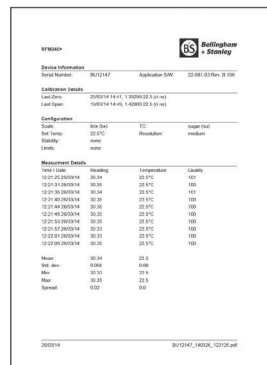 RFM340+
BS Bellingham + Stanley
Device Information
Serial Number: BU12147 Application S/W: 22-681-03 Rev. B.106
Calibration Details
Last Zero:
Last Span:
Configuration
Scale: brix (bx) TC: sugar (su)
Set Temp: 22.5°C Resolution: medium
Stability: none
Limits: none
Measurment Details
Time / Date Reading Temperature Quality
12:21:25 26/03/14 30.34 22.5°C 101
12:21:31 26/03/14 30.35 22.5°C 100
12:21:35 26/03/14 30.34 22.5°C 101
12:21:40 26/03/14 30.35 22.5°C 100
12:21:44 26/03/14 30.35 22.5°C 100
12:21:49 26/03/14 30.35 22.5°C 100
12:21:53 26/03/14 30.35 22.5°C 100
12:21:57 26/03/14 30.33 22.5°C 100
12:22:01 26/03/14 30.33 22.5°C 100
12:22:06 26/03/14 30.35 22.5°C 100
Mean: 30.34 22.5
Std. dev.: 0.006 0.00
Min: 30.33 22.5
Max: 30.35 22.5
Spread: 0.02 0.0
26/03/14 BU12147_140326_122125.pdf